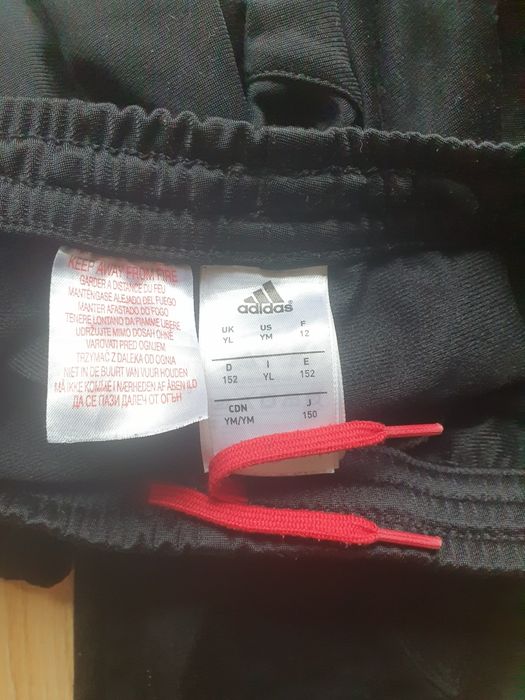 KEEP AWAY FROM FIRE
GARDER A DISTANCE DU FEU
MANTÉNGASE ALEJADO DEL FUEGO
MANTER AFASTADO DO FOGO
TENERE LONTANO DA FIAMME LIBERE
UDRŽUJTE MIMO DOSAH OHNĚ
VAROVATI PRED OGNJEM
TRZYMAĆ Z DALEKA OD OGNIA
NIET IN DE BUURT VAN VUUR HOUDEN
MÅ IKKE KOMME I NÆRHEDEN AF ÅBEN ILD
ДА СЕ ПАЗИ ДАЛЕЧ ОТ ОГЪН
adidas
UK US F
YL YM 12
D I E
152 YL 152
CDN J
YM/YM 150